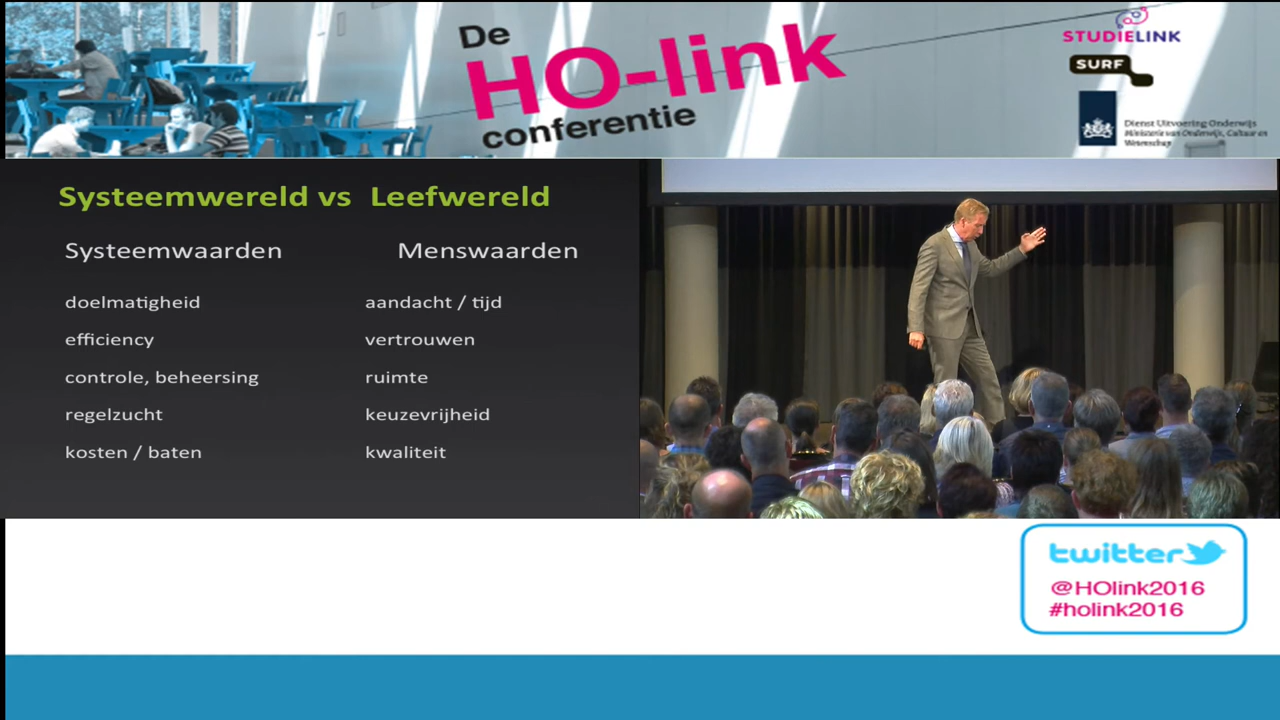 De
HO-link
conferentie
STUDIELINK
SURF
Dienst Uitvoering Onderwijs
Ministerie van Onderwijs, Cultuur en
Wetenschap
Systeemwereld vs Leefwereld
Systeemwaarden Menswaarden
doelmatigheid aandacht / tijd
efficiency vertrouwen
controle, beheersing ruimte
regelzucht keuzevrijheid
kosten / baten kwaliteit
twitter
@HOlink2016
#holink2016